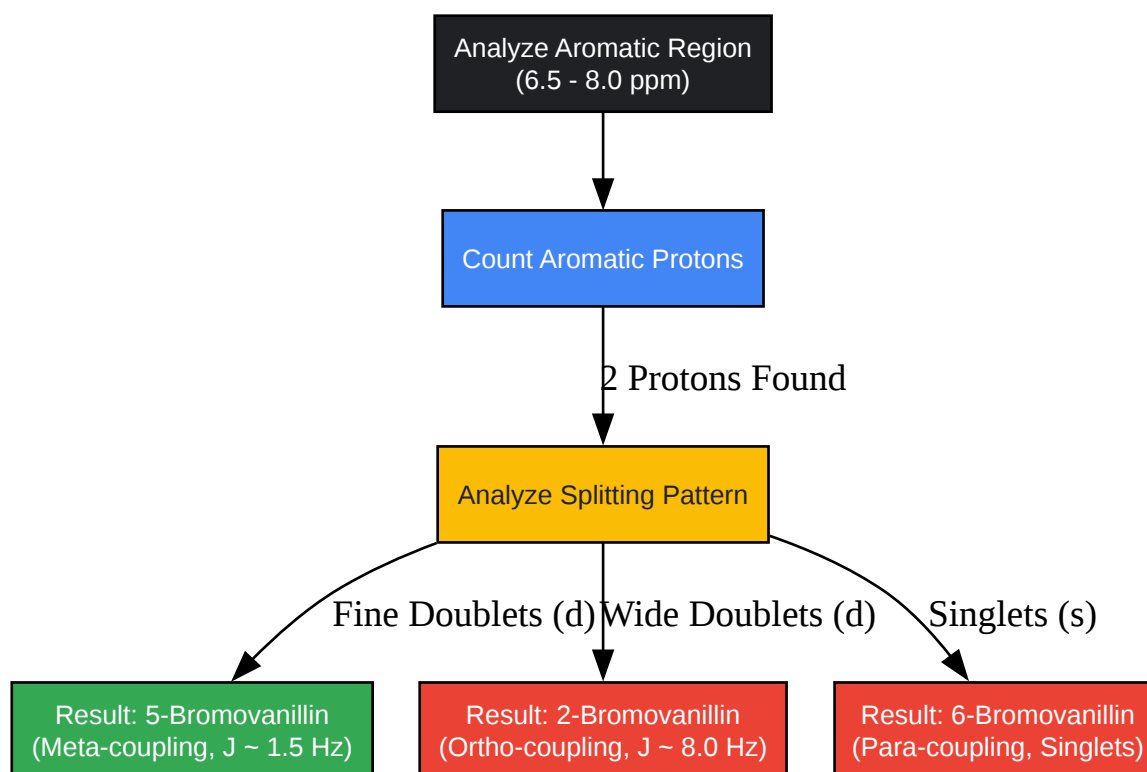 Analyze Aromatic Region
(6.5 - 8.0 ppm)
Count Aromatic Protons
2 Protons Found
Analyze Splitting Pattern
Fine Doublets (d)
Wide Doublets (d)
Singlets (s)
Result: 5-Bromovanillin
(Meta-coupling, J ~ 1.5 Hz)
Result: 2-Bromovanillin
(Ortho-coupling, J ~ 8.0 Hz)
Result: 6-Bromovanillin
(Para-coupling, Singlets)